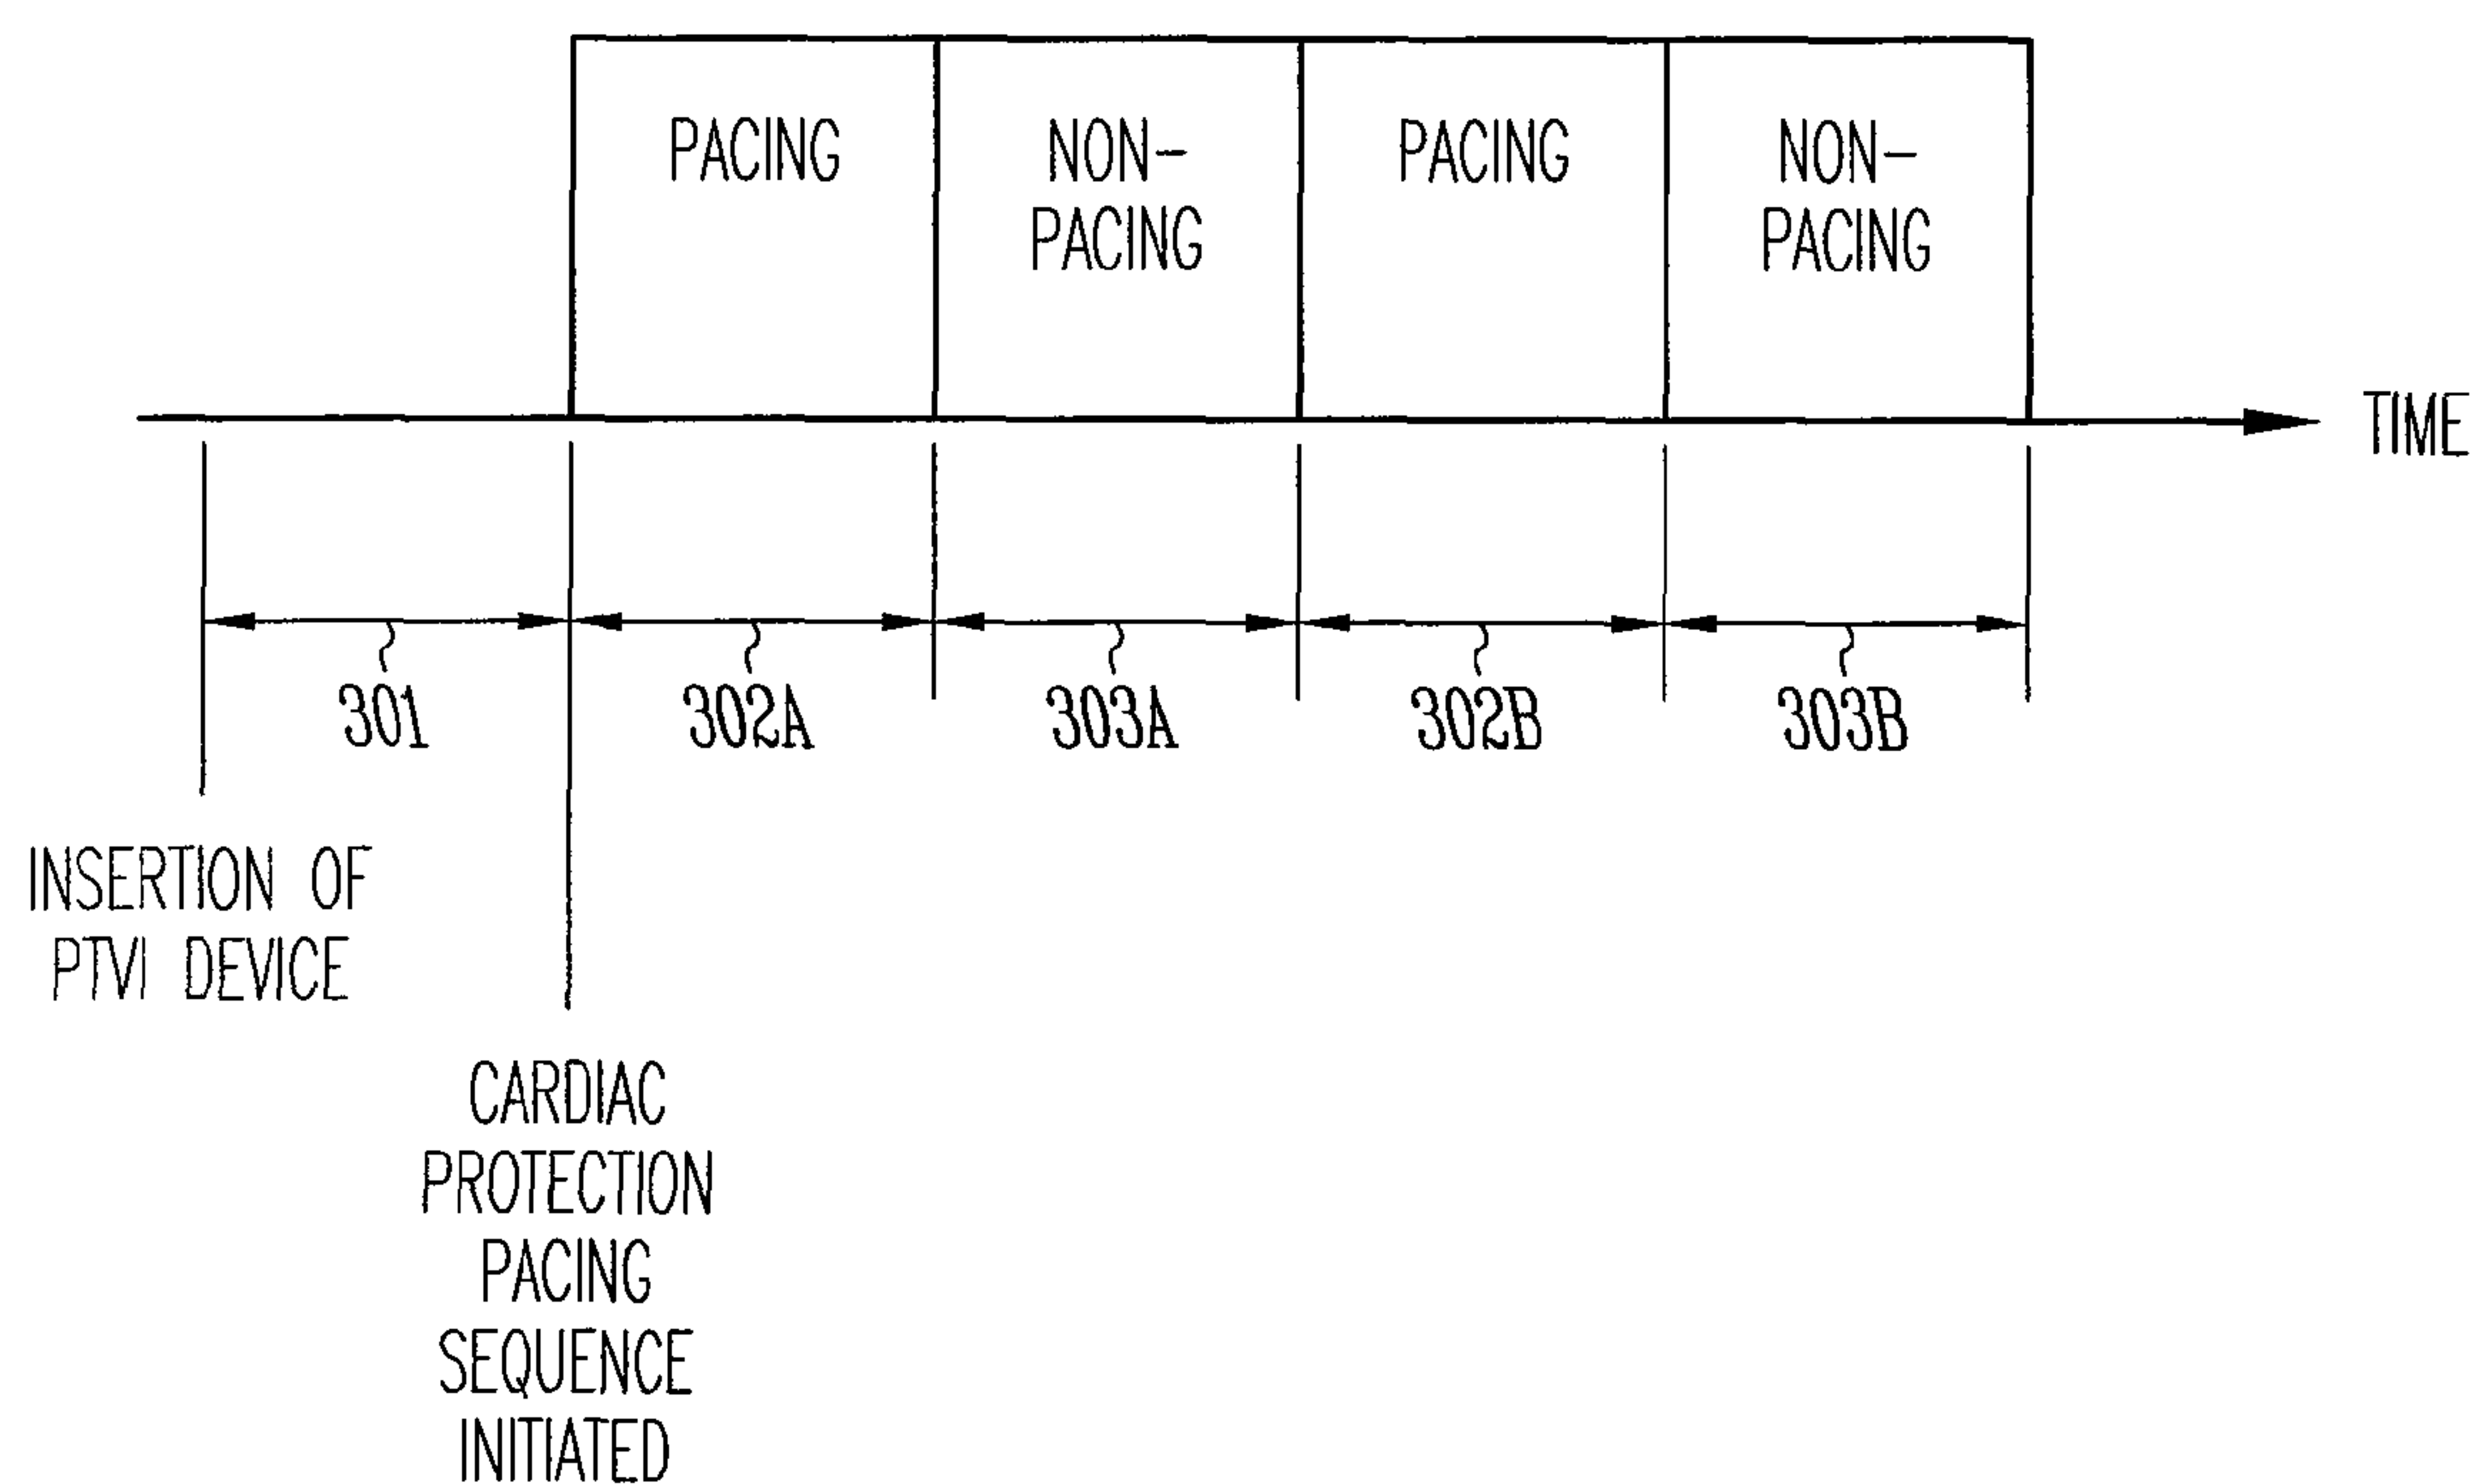 PACING
NON-
PACING
PACING
NON-
PACING
TIME
301
302A
303A
302B
303B
INSERTION OF
PTVI DEVICE
CARDIAC
PROTECTION
PACING
SEQUENCE
INITIATED